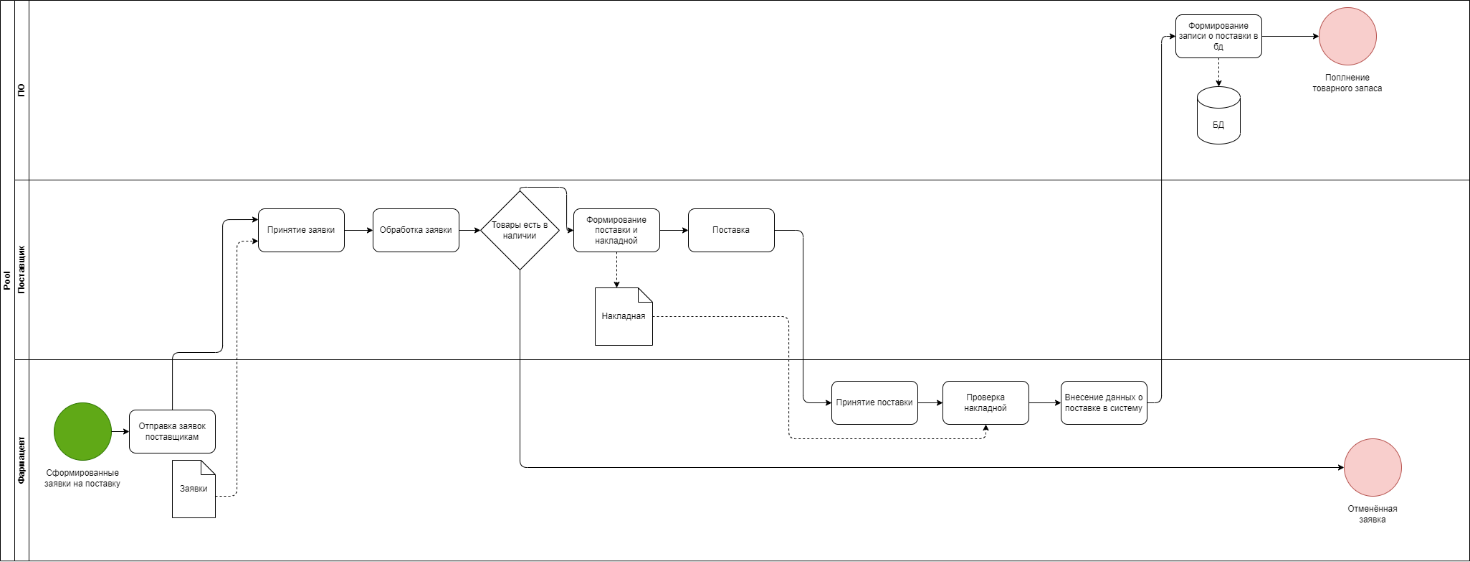 Pool
ПО
Формирование
записи о поставки в
бд
БД
Поплнение
товарного запаса
Поставщик
Принятие заявки
Обработка заявки
Товары есть в
наличии
Формирование
поставки и
накладной
Поставка
Накладная
Фармацевт
Сформированные
заявки на поставку
Отправка заявок
поставщикам
Заявки
Принятие поставки
Проверка
накладной
Внесение данных о
поставке в систему
Отменённая
заявка